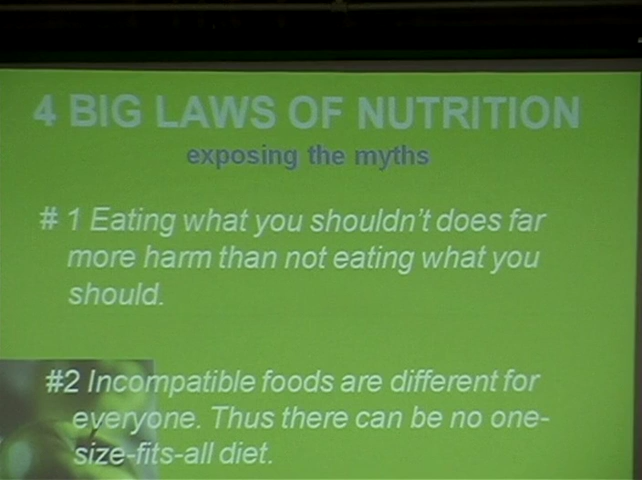 4 BIG LAWS OF NUTRITION
exposing the myths
# 1 Eating what you shouldn't does far
more harm than not eating what you
should.
#2 Incompatible foods are different for
everyone. Thus there can be no one-
size-fits-all diet.